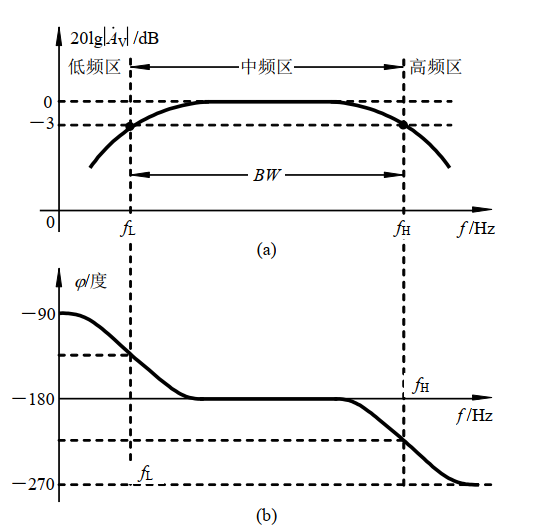 20lg|Ȧ_V| /dB
低频区 中频区 高频区
0
−3
BW
0 f_L f_H f/Hz
(a)
φ/度
−90
−180
f_H
f/Hz
f_L
−270
(b)